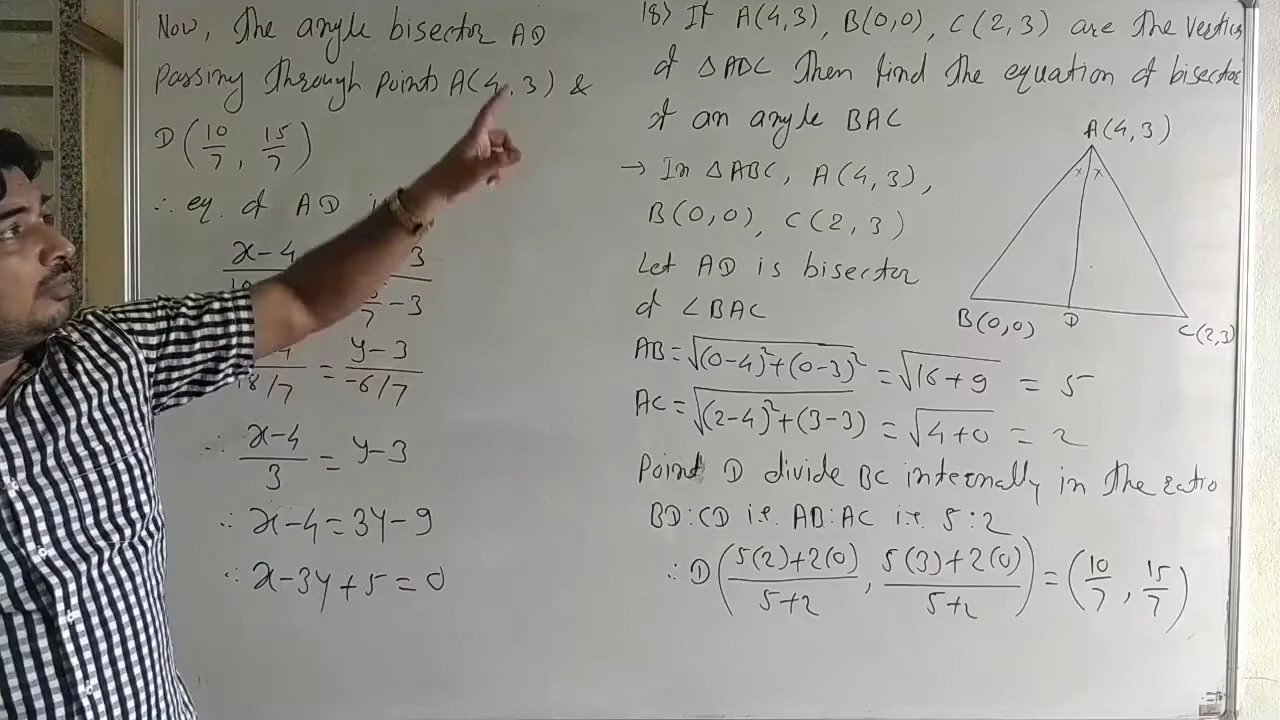 Now, The angle bisector AD
Passing Through Points A(4,3) &
D(10/7, 15/7)
∴ eq. of AD i
x-4 3
/7 -3
18/7 = y-3/-6/7
∴ x-4/3 = y-3
∴ x-4=3y-9
∴ x-3y+5=0
18) If A(4,3), B(0,0), C(2,3) are The vertices
of △ADC Then find The equation of bisector
of an angle BAC
→ In △ABC, A(4,3),
B(0,0), C(2,3)
Let AD is bisector
of ∠BAC
AB=√(0-4)²+(0-3)² = √16+9 = 5
AC=√(2-4)²+(3-3) = √4+0 = 2
Point D divide BC internally in The ratio
BD:CD i.e. AB:AC i.e. 5:2
∴ D(5(2)+2(0)/5+2, 5(3)+2(0)/5+2) = (10/7, 15/7)
A(4,3)
x x
B(0,0) D C(2,3)